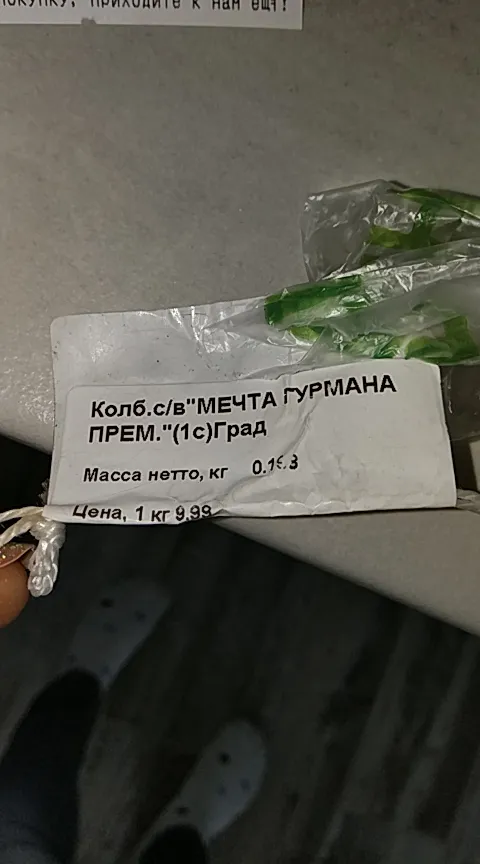 покупку, приходите к нам ещё!
Колб.с/в"МЕЧТА ГУРМАНА
ПРЕМ."(1с)Град
Масса нетто, кг
Цена, 1 кг 9,99